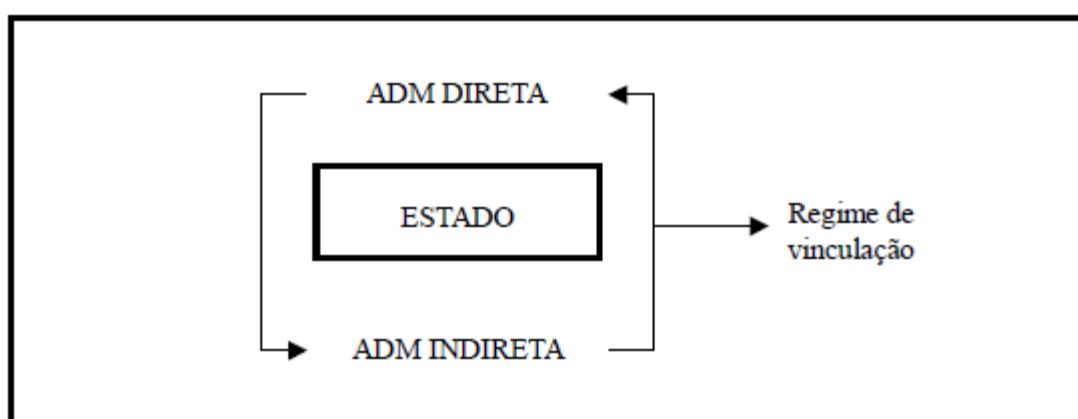 ADM DIRETA
ESTADO
Regime de
vinculação
ADM INDIRETA